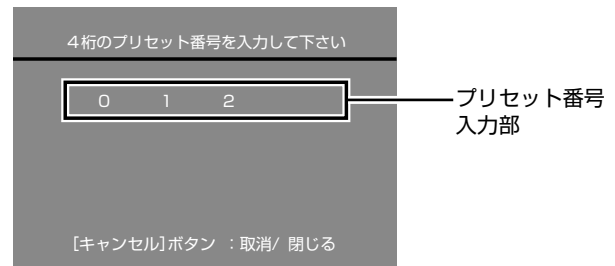 4桁のプリセット番号を入力して下さい
0 1 2
プリセット番号
入力部
[キャンセル]ボタン ：取消/ 閉じる